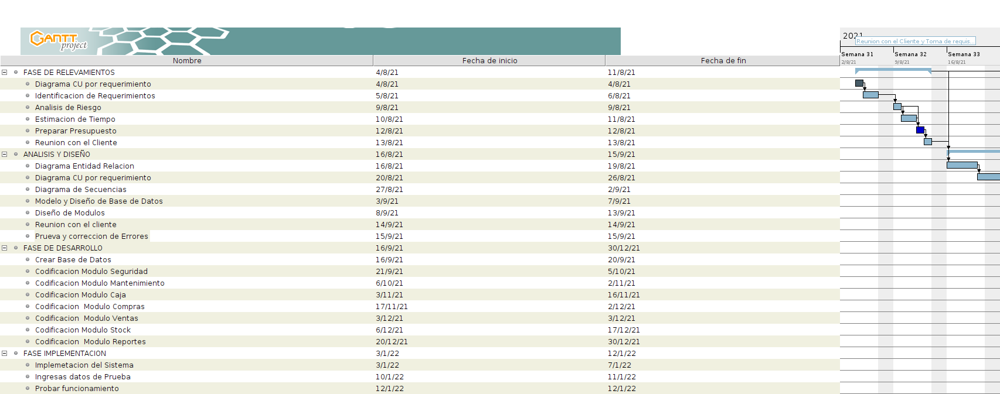 GANTT
project
2021
Reunion con el Cliente y Toma de requis...
Semana 31 Semana 32 Semana 33
2/8/21 9/8/21 16/8/21
Nombre Fecha de inicio Fecha de fin
FASE DE RELEVAMIENTOS 4/8/21 11/8/21
Diagrama CU por requerimiento 4/8/21 4/8/21
Identificacion de Requerimientos 5/8/21 6/8/21
Analisis de Riesgo 9/8/21 9/8/21
Estimacion de Tiempo 10/8/21 11/8/21
Preparar Presupuesto 12/8/21 12/8/21
Reunion con el Cliente 13/8/21 13/8/21
ANALISIS Y DISEÑO 16/8/21 15/9/21
Diagrama Entidad Relacion 16/8/21 19/8/21
Diagrama CU por requerimiento 20/8/21 26/8/21
Diagrama de Secuencias 27/8/21 2/9/21
Modelo y Diseño de Base de Datos 3/9/21 7/9/21
Diseño de Modulos 8/9/21 13/9/21
Reunion con el cliente 14/9/21 14/9/21
Prueva y correccion de Errores 15/9/21 15/9/21
FASE DE DESARROLLO 16/9/21 30/12/21
Crear Base de Datos 16/9/21 20/9/21
Codificacion Modulo Seguridad 21/9/21 5/10/21
Codificacion Modulo Mantenimiento 6/10/21 2/11/21
Codificacion Modulo Caja 3/11/21 16/11/21
Codificacion  Modulo Compras 17/11/21 2/12/21
Codificacion  Modulo Ventas 3/12/21 3/12/21
Codificacion Modulo Stock 6/12/21 17/12/21
Codificacion  Modulo Reportes 20/12/21 30/12/21
FASE IMPLEMENTACION 3/1/22 12/1/22
Implemetacion del Sistema 3/1/22 7/1/22
Ingresas datos de Prueba 10/1/22 11/1/22
Probar funcionamiento 12/1/22 12/1/22